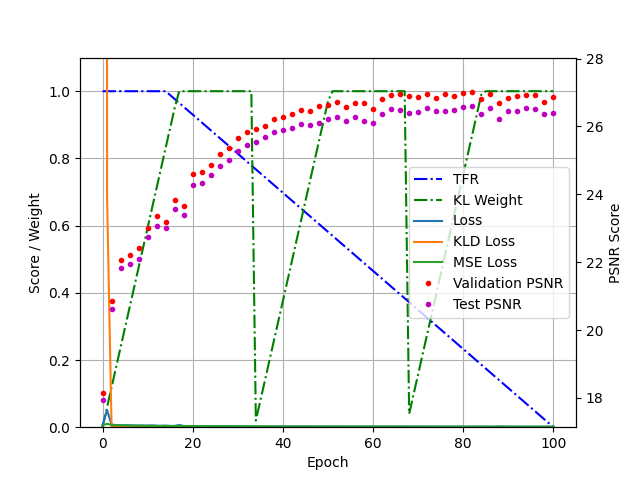 1.0
0.8
0.6
0.4
0.2
0.0
Score / Weight
0
20
40
60
80
100
Epoch
28
26
24
22
20
18
PSNR Score
TFR
KL Weight
Loss
KLD Loss
MSE Loss
Validation PSNR
Test PSNR